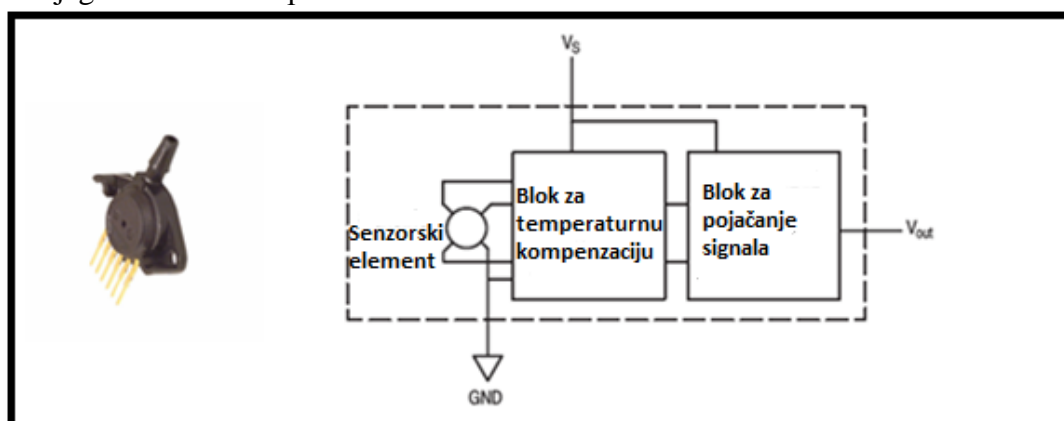 V_S
Senzorski
element
Blok za
temperaturnu
kompenzaciju
Blok za
pojačanje
signala
V_out
GND